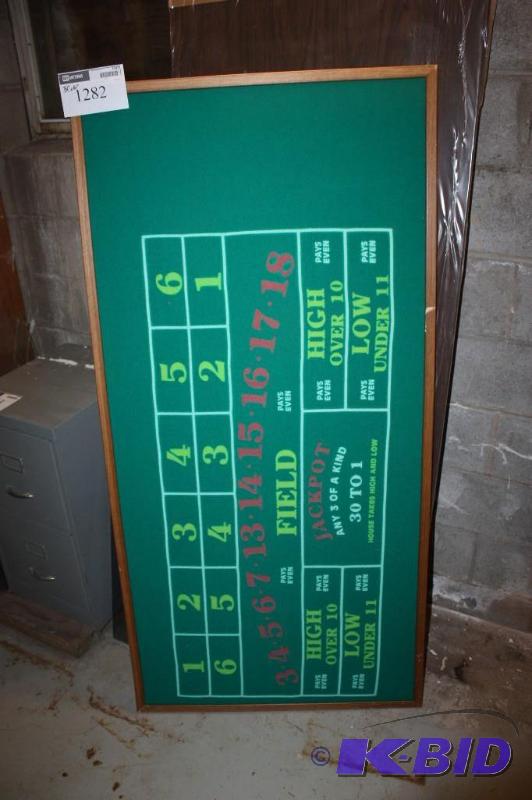 1282
1 2 3 4 5 6
6 5 4 3 2 1
3·4·5·6·7·13·14·15·16·17·18
PAYS EVEN
FIELD
PAYS EVEN
HIGH
OVER 10
PAYS EVEN
PAYS EVEN
LOW
UNDER 11
PAYS EVEN
PAYS EVEN
JACKPOT
ANY 3 OF A KIND
30 TO 1
HOUSE TAKES HIGH AND LOW
HIGH
OVER 10
PAYS EVEN
PAYS EVEN
LOW
UNDER 11
PAYS EVEN
PAYS EVEN
© K-BID